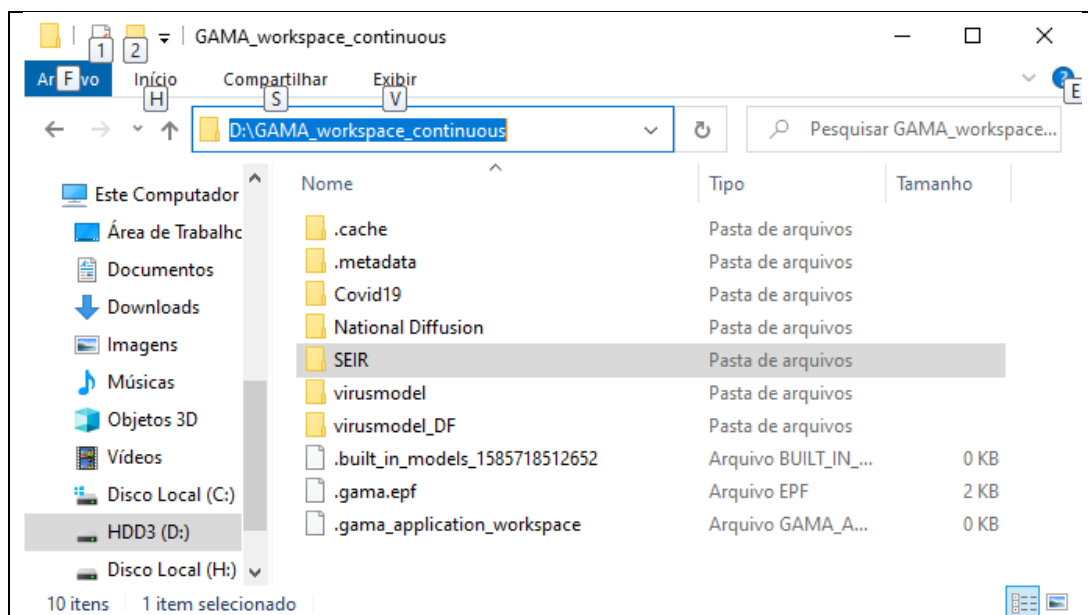 1 2 GAMA_workspace_continuous
Ar F vo Início Compartilhar Exibir
H S V E
D:\GAMA_workspace_continuous Pesquisar GAMA_workspace...
Nome Tipo Tamanho
Este Computador
Área de Trabalhc
Documentos
Downloads
Imagens
Músicas
Objetos 3D
Vídeos
Disco Local (C:)
HDD3 (D:)
Disco Local (H:)
.cache Pasta de arquivos
.metadata Pasta de arquivos
Covid19 Pasta de arquivos
National Diffusion Pasta de arquivos
SEIR Pasta de arquivos
virusmodel Pasta de arquivos
virusmodel_DF Pasta de arquivos
.built_in_models_1585718512652 Arquivo BUILT_IN_... 0 KB
.gama.epf Arquivo EPF 2 KB
.gama_application_workspace Arquivo GAMA_A... 0 KB
10 itens 1 item selecionado